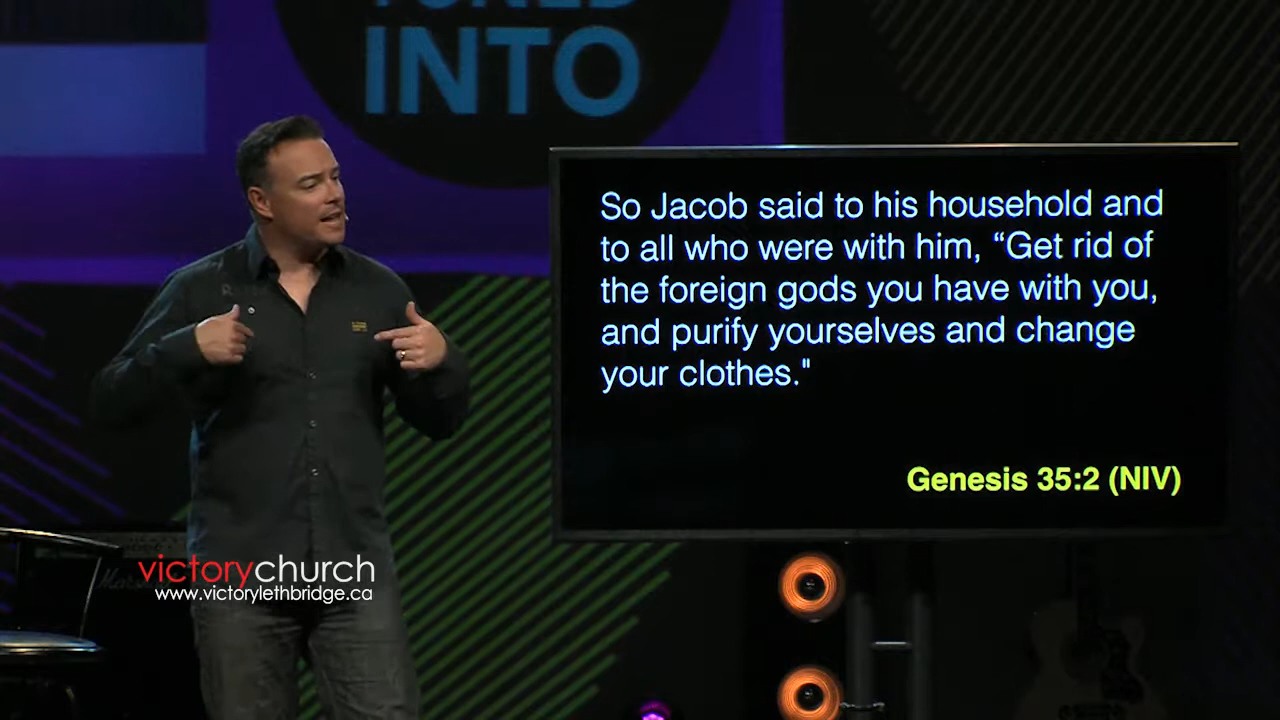 INTO
So Jacob said to his household and
to all who were with him, “Get rid of
the foreign gods you have with you,
and purify yourselves and change
your clothes."
Genesis 35:2 (NIV)
victorychurch
www.victorylethbridge.ca